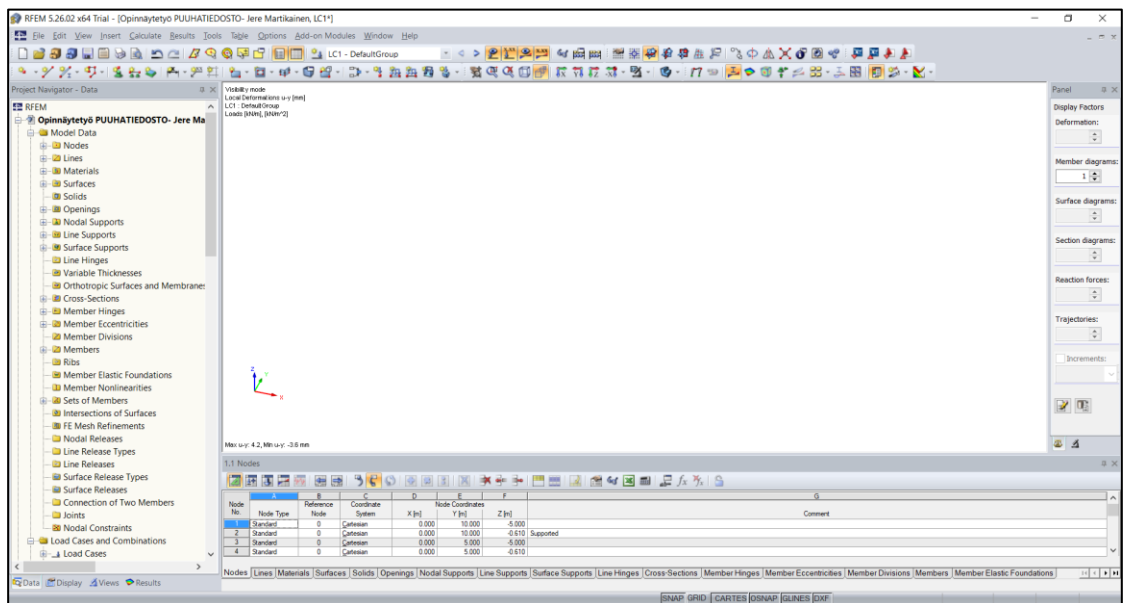 RFEM 5.26.02 x64 Trial - [Opinnäytetyö PUUHATIEDOSTO- Jere Martikainen, LC1*]
File Edit View Insert Calculate Results Tools Table Options Add-on Modules Window Help
LC1 - DefaultGroup
Project Navigator - Data
RFEM
Opinnäytetyö PUUHATIEDOSTO- Jere Ma
Model Data
Nodes
Lines
Materials
Surfaces
Solids
Openings
Nodal Supports
Line Supports
Surface Supports
Line Hinges
Variable Thicknesses
Orthotropic Surfaces and Membranes
Cross-Sections
Member Hinges
Member Eccentricities
Member Divisions
Members
Ribs
Member Elastic Foundations
Member Nonlinearities
Sets of Members
Intersections of Surfaces
FE Mesh Refinements
Nodal Releases
Line Release Types
Line Releases
Surface Release Types
Surface Releases
Connection of Two Members
Joints
Nodal Constraints
Load Cases and Combinations
Load Cases
Data Display Views Results
Visibility mode
Local Deformations u-y [mm]
LC1 : DefaultGroup
Loads [kN/m], [kN/m^2]
Z
Y
X
Max u-y: 4.2, Min u-y: -3.6 mm
Panel
Display Factors
Deformation:
Member diagrams:
1
Surface diagrams:
Section diagrams:
Reaction forces:
Trajectories:
Increments:
1.1 Nodes
A B C D E F G
Node Reference Coordinate Node Coordinates
No. Node Type Node System X [m] Y [m] Z [m] Comment
1 Standard 0 Cartesian 0.000 10.000 -5.000
2 Standard 0 Cartesian 0.000 10.000 -0.610 Supported
3 Standard 0 Cartesian 0.000 5.000 -5.000
4 Standard 0 Cartesian 0.000 5.000 -0.610
Nodes Lines Materials Surfaces Solids Openings Nodal Supports Line Supports Surface Supports Line Hinges Cross-Sections Member Hinges Member Eccentricities Member Divisions Members Member Elastic Foundations
SNAP GRID CARTES OSNAP GLINES DXF